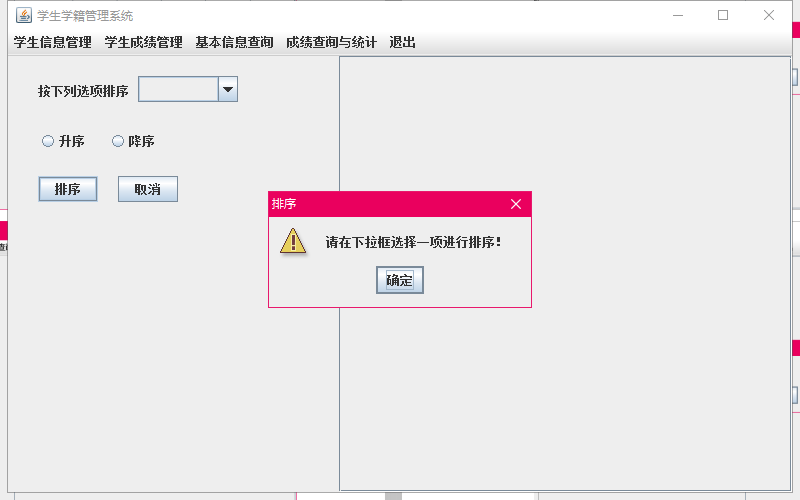 学生学籍管理系统
学生信息管理 学生成绩管理 基本信息查询 成绩查询与统计 退出
按下列选项排序
升序 降序
排序 取消
排序
请在下拉框选择一项进行排序！
确定